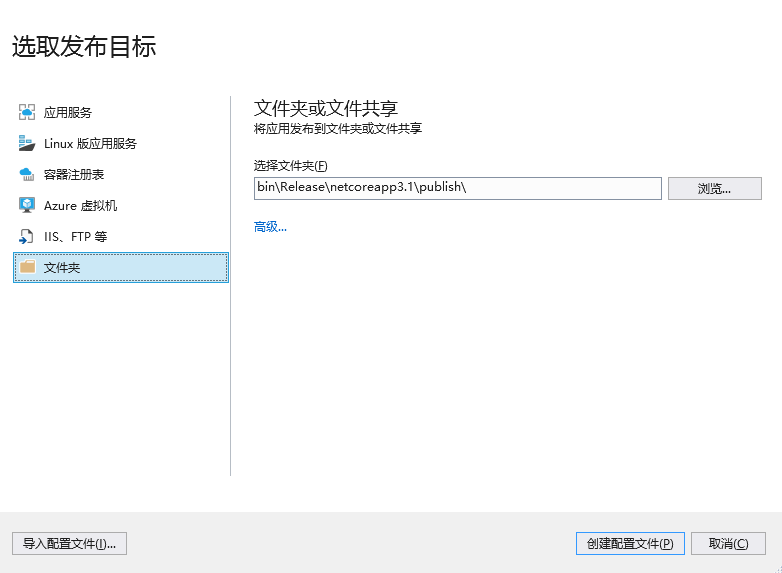 选取发布目标
应用服务
Linux 版应用服务
容器注册表
Azure 虚拟机
IIS、FTP 等
文件夹
文件夹或文件共享
将应用发布到文件夹或文件共享
选择文件夹(F)
bin\Release\netcoreapp3.1\publish\
浏览...
高级...
导入配置文件(I)...
创建配置文件(P)
取消(C)